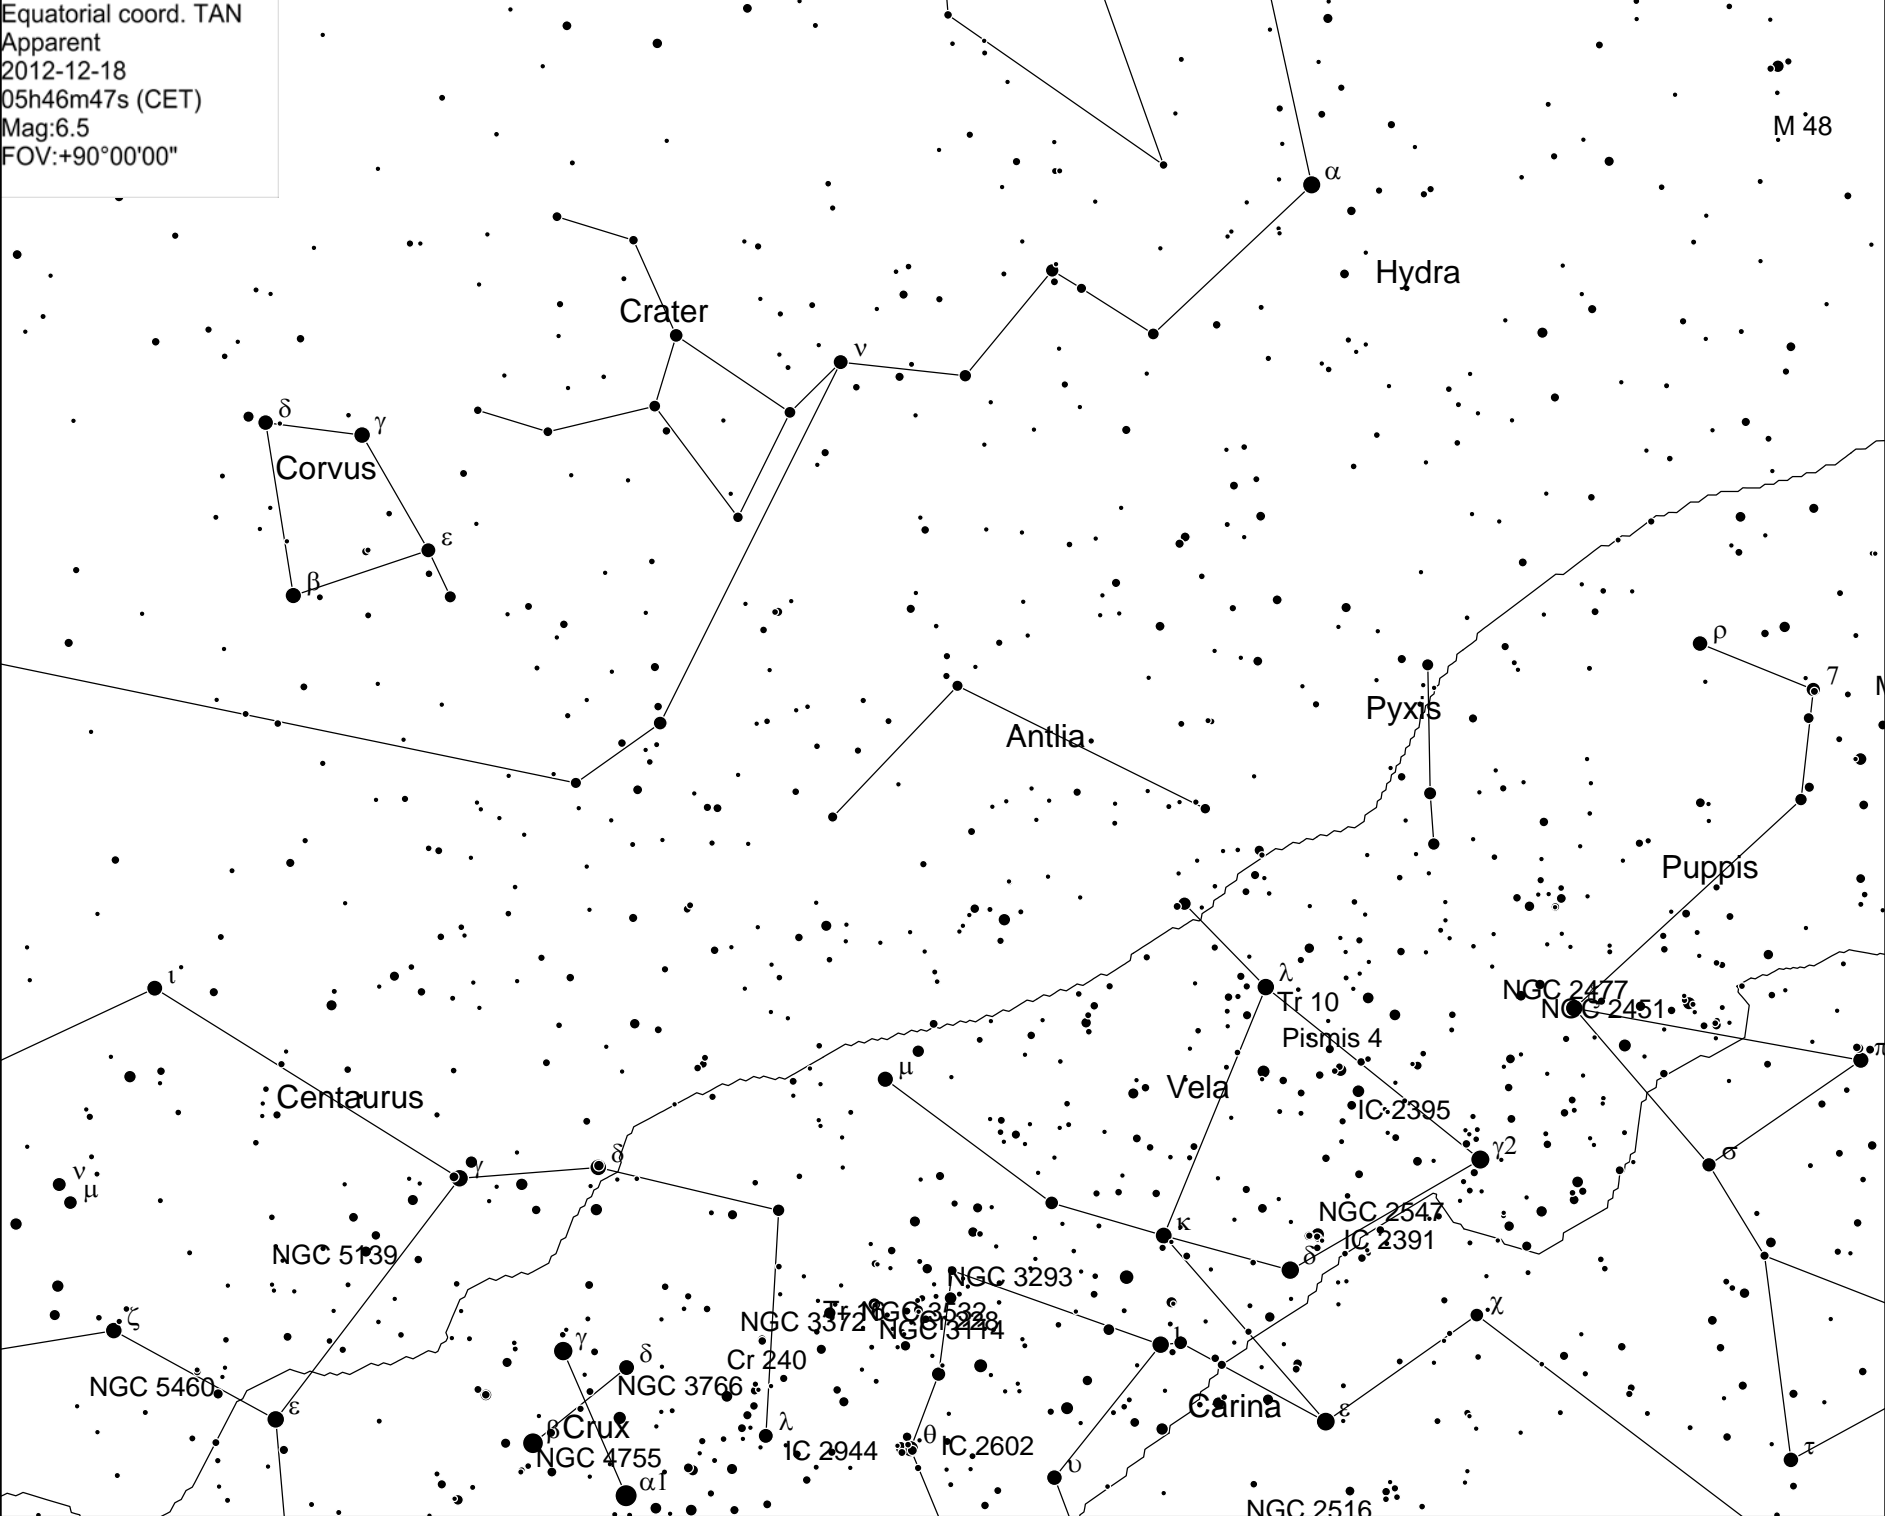 Equatorial coord. TAN
Apparent
2012-12-18
05h46m47s (CET)
Mag:6.5
FOV:+90°00'00"
M 48
α
Hydra
Crater
ν
δ
γ
Corvus
ε
β
ρ
7
Pyxis
Antlia
Puppis
ι
λ
Tr 10
NGC 2477
NGC 2451
Pismis 4
π
μ
Vela
Centaurus
IC 2395
γ
δ
γ2
σ
ν
μ
κ
NGC 2547
IC 2391
δ
NGC 5139
NGC 3293
ζ
NGC 3372
NGC 3532
NGC 3114
ι
χ
γ
δ
Cr 240
NGC 5460
NGC 3766
ε
Carina
ε
β
Crux
λ
θ
IC 2944
IC 2602
τ
NGC 4755
υ
α1
NGC 2516